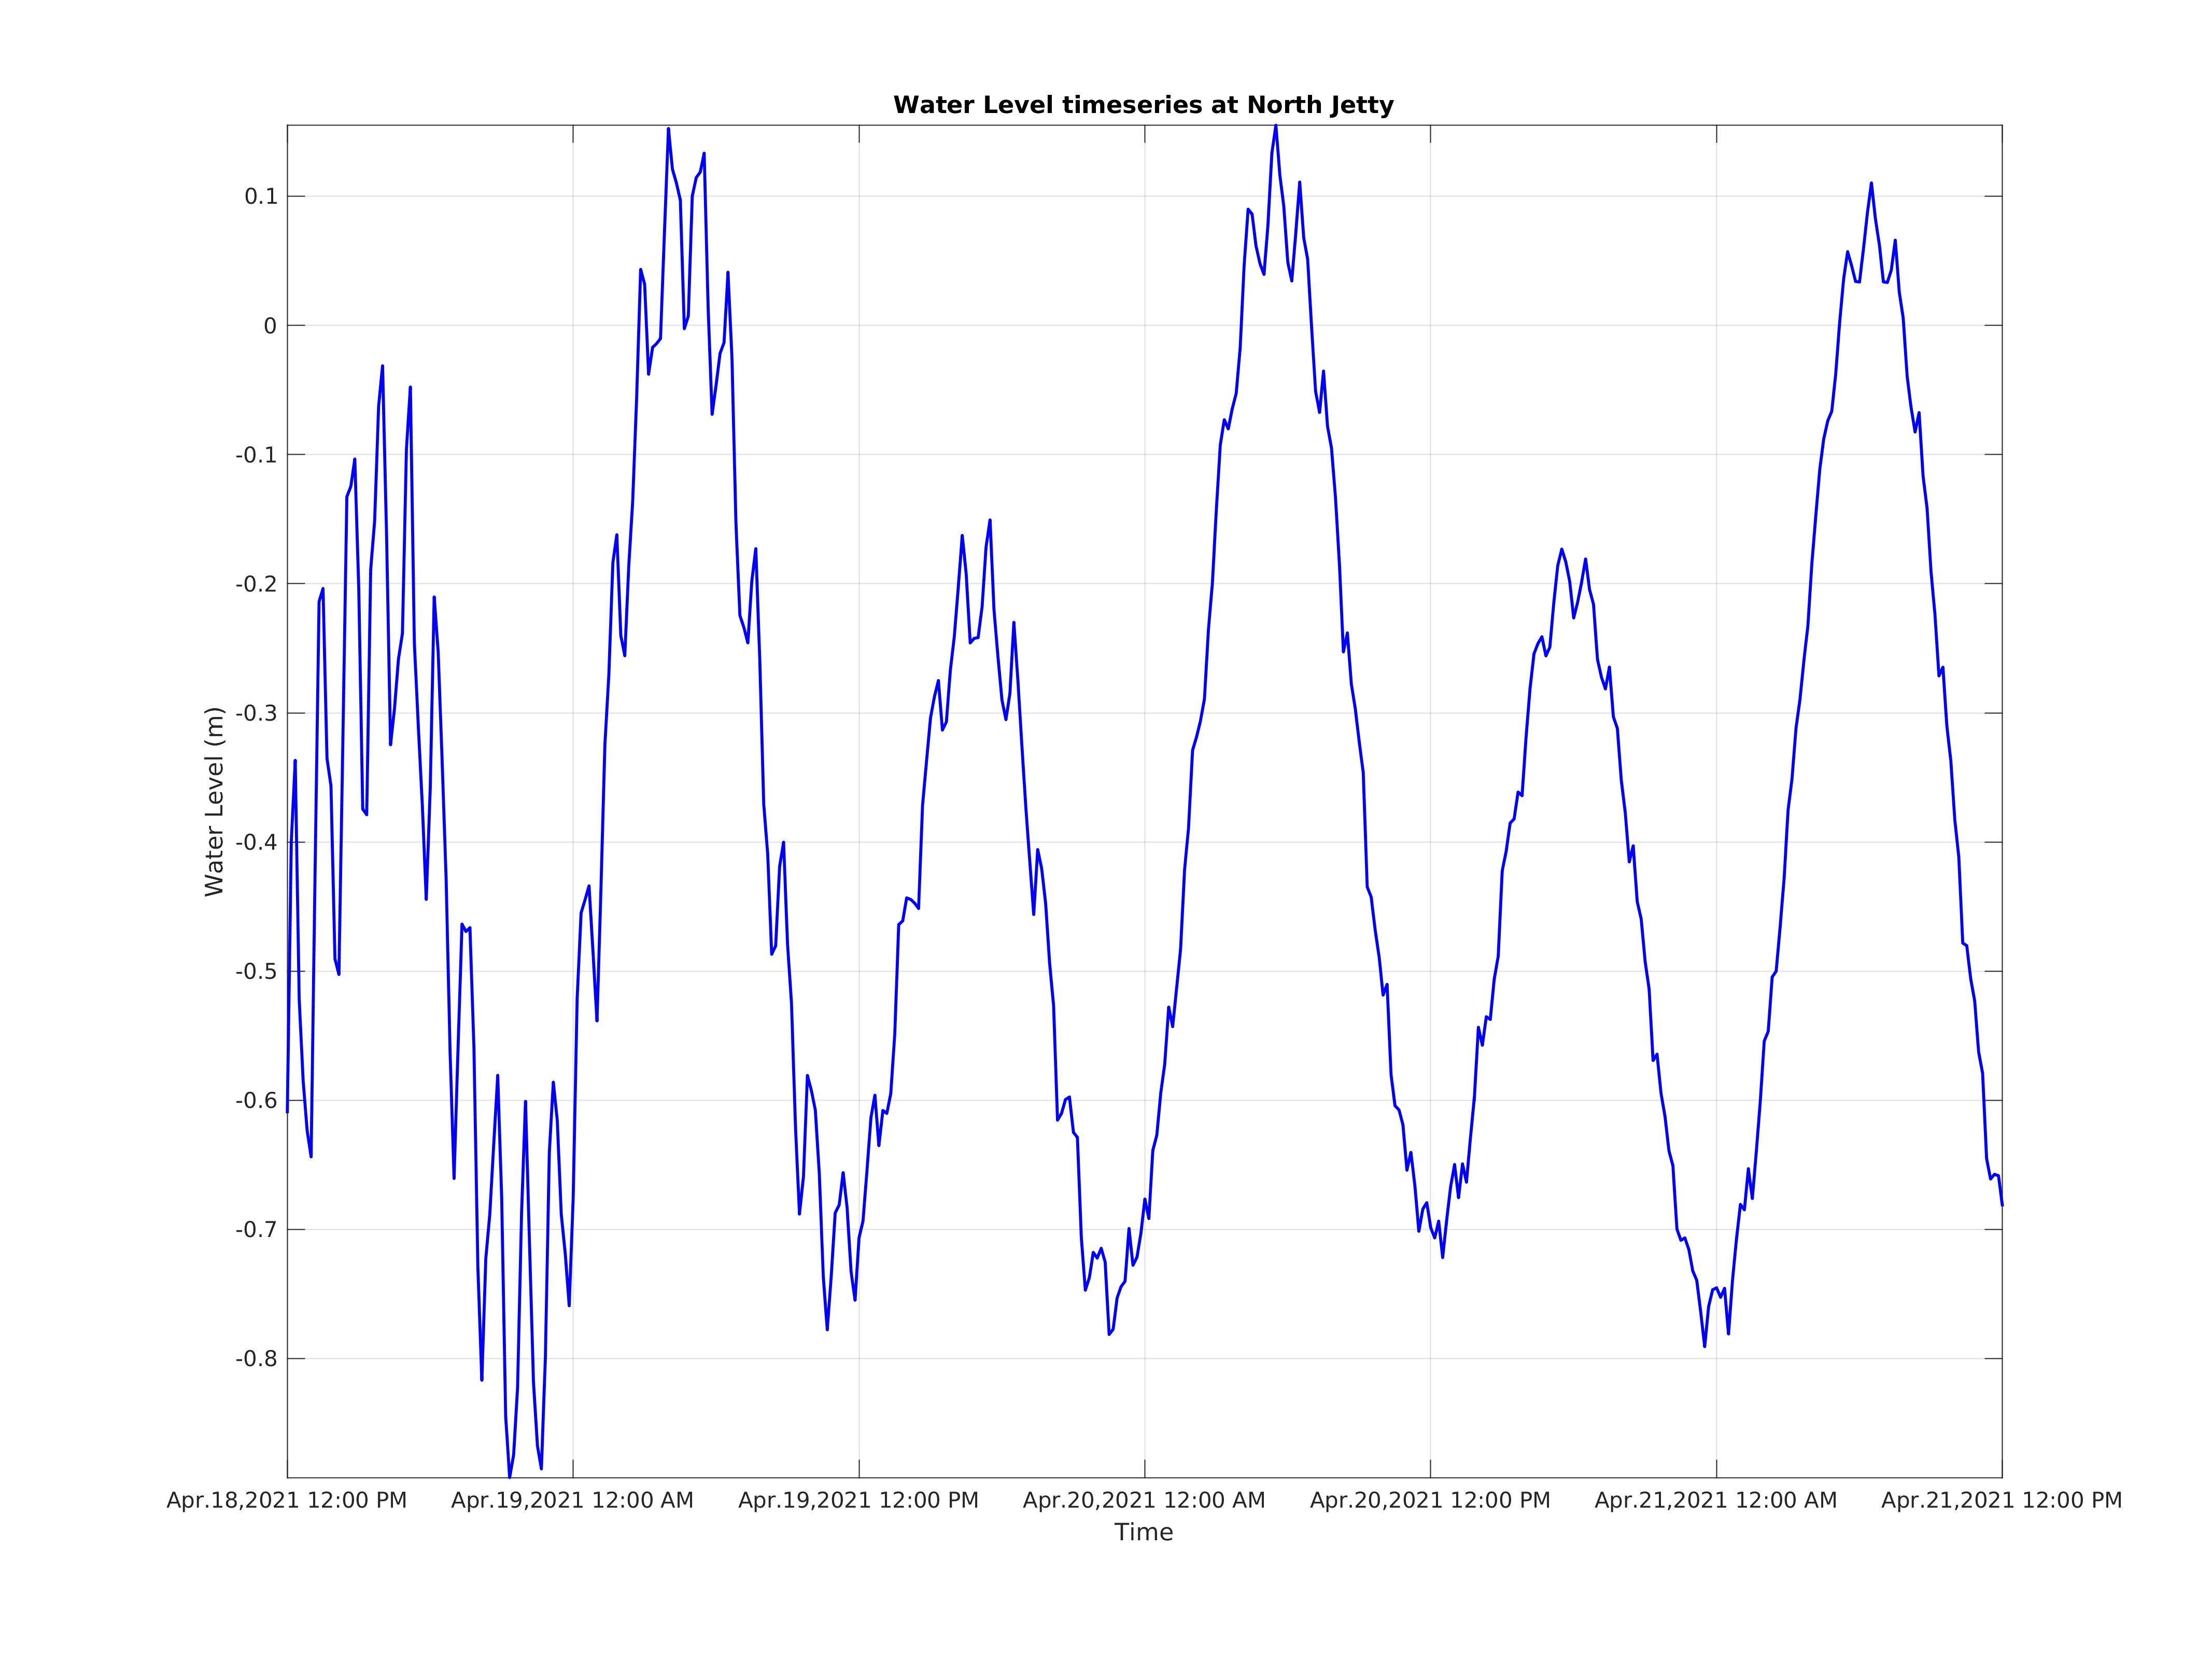 Water Level timeseries at North Jetty
0.1
0
-0.1
-0.2
-0.3
-0.4
-0.5
-0.6
-0.7
-0.8
Water Level (m)
Apr.18,2021 12:00 PM Apr.19,2021 12:00 AM Apr.19,2021 12:00 PM Apr.20,2021 12:00 AM Apr.20,2021 12:00 PM Apr.21,2021 12:00 AM Apr.21,2021 12:00 PM
Time